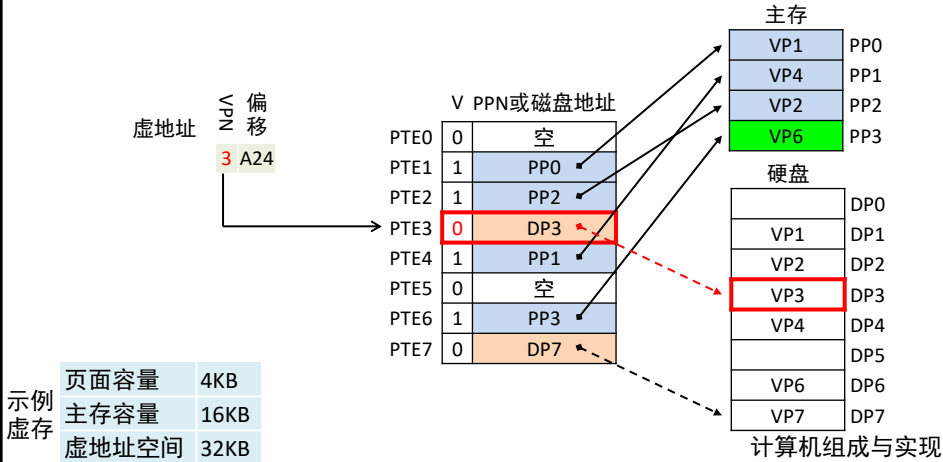 主存
VP1 PP0
VP4 PP1
VP2 PP2
VP6 PP3
虚地址 VPN 偏移
3 A24
V PPN或磁盘地址
PTE0 0 空
PTE1 1 PP0
PTE2 1 PP2
PTE3 0 DP3
PTE4 1 PP1
PTE5 0 空
PTE6 1 PP3
PTE7 0 DP7
硬盘
DP0
VP1 DP1
VP2 DP2
VP3 DP3
VP4 DP4
DP5
VP6 DP6
VP7 DP7
示例虚存
页面容量 4KB
主存容量 16KB
虚地址空间 32KB
计算机组成与实现